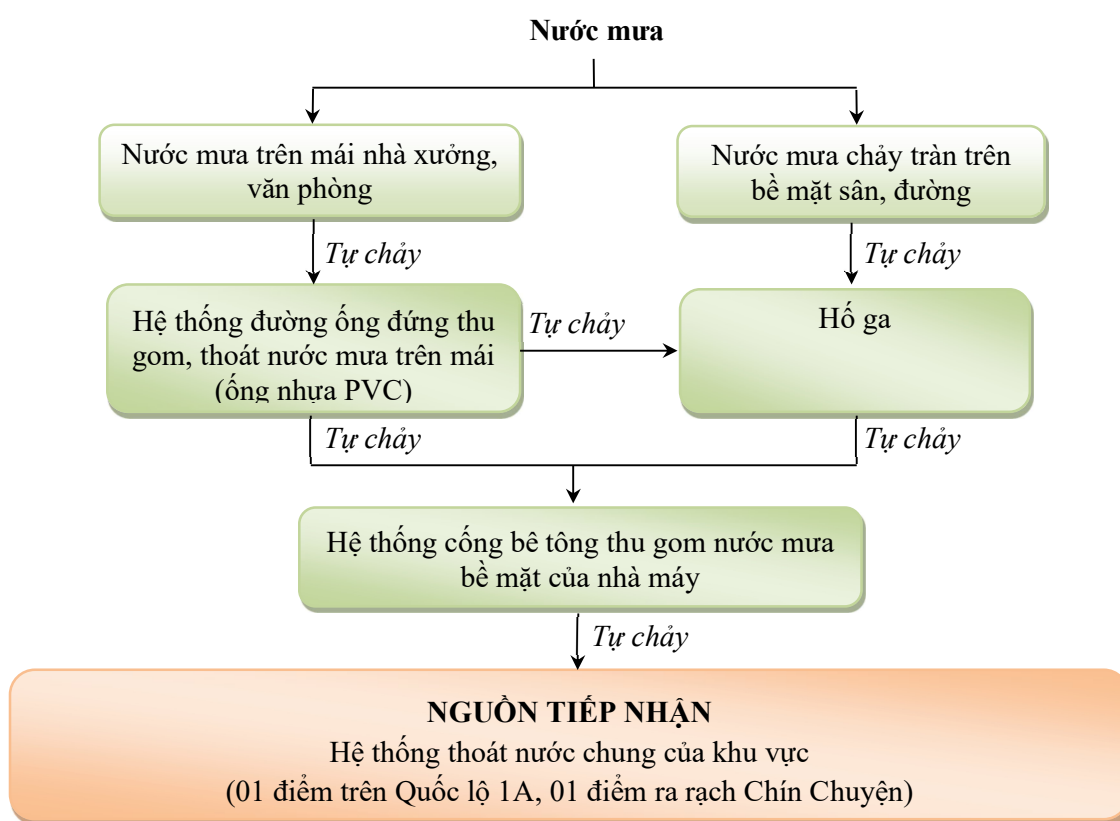 Nước mưa
Nước mưa trên mái nhà xưởng,
văn phòng
Nước mưa chảy tràn trên
bề mặt sân, đường
Tự chảy
Tự chảy
Hệ thống đường ống đứng thu
gom, thoát nước mưa trên mái
(ống nhựa PVC)
Tự chảy
Hố ga
Tự chảy
Tự chảy
Hệ thống cống bê tông thu gom nước mưa
bề mặt của nhà máy
Tự chảy
NGUỒN TIẾP NHẬN
Hệ thống thoát nước chung của khu vực
(01 điểm trên Quốc lộ 1A, 01 điểm ra rạch Chín Chuyện)